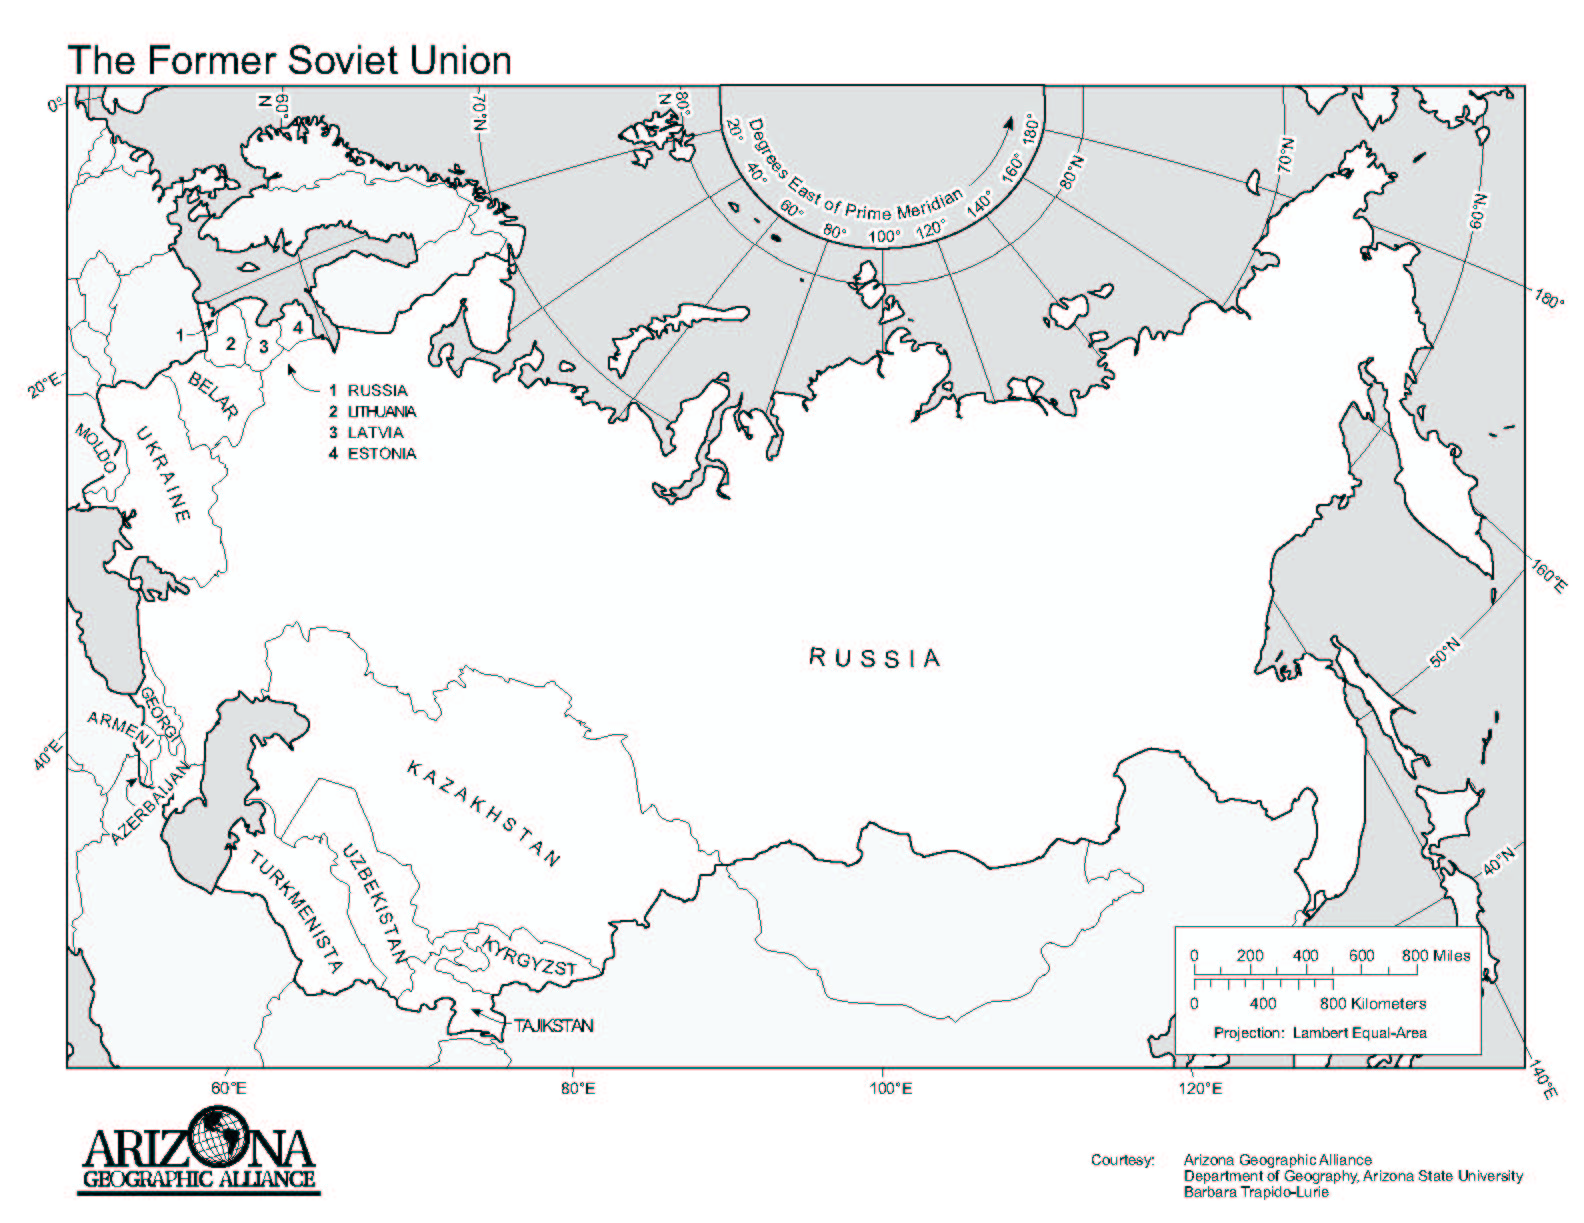 The Former Soviet Union
0°
60°
N
70°N
80°
N
20°
40°
60°
80°
100°
120°
140°
160°
180°
Degrees East of Prime Meridian
80°N
70°N
60°N
180°
1
2
3
4
20°E
BELAR
1 RUSSIA
2 LITHUANIA
3 LATVIA
4 ESTONIA
MOLDO
UKRAINE
160°E
50°N
RUSSIA
GEORGI
ARMENI
40°E
AZERBAIJAN
KAZAKHSTAN
TURKMENISTA
UZBEKISTAN
KYRGYZST
TAJIKSTAN
40°N
0 200 400 600 800 Miles
0 400 800 Kilometers
Projection: Lambert Equal-Area
60°E
80°E
100°E
120°E
140°E
ARIZONA
GEOGRAPHIC ALLIANCE
Courtesy: Arizona Geographic Alliance
Department of Geography, Arizona State University
Barbara Trapido-Lurie